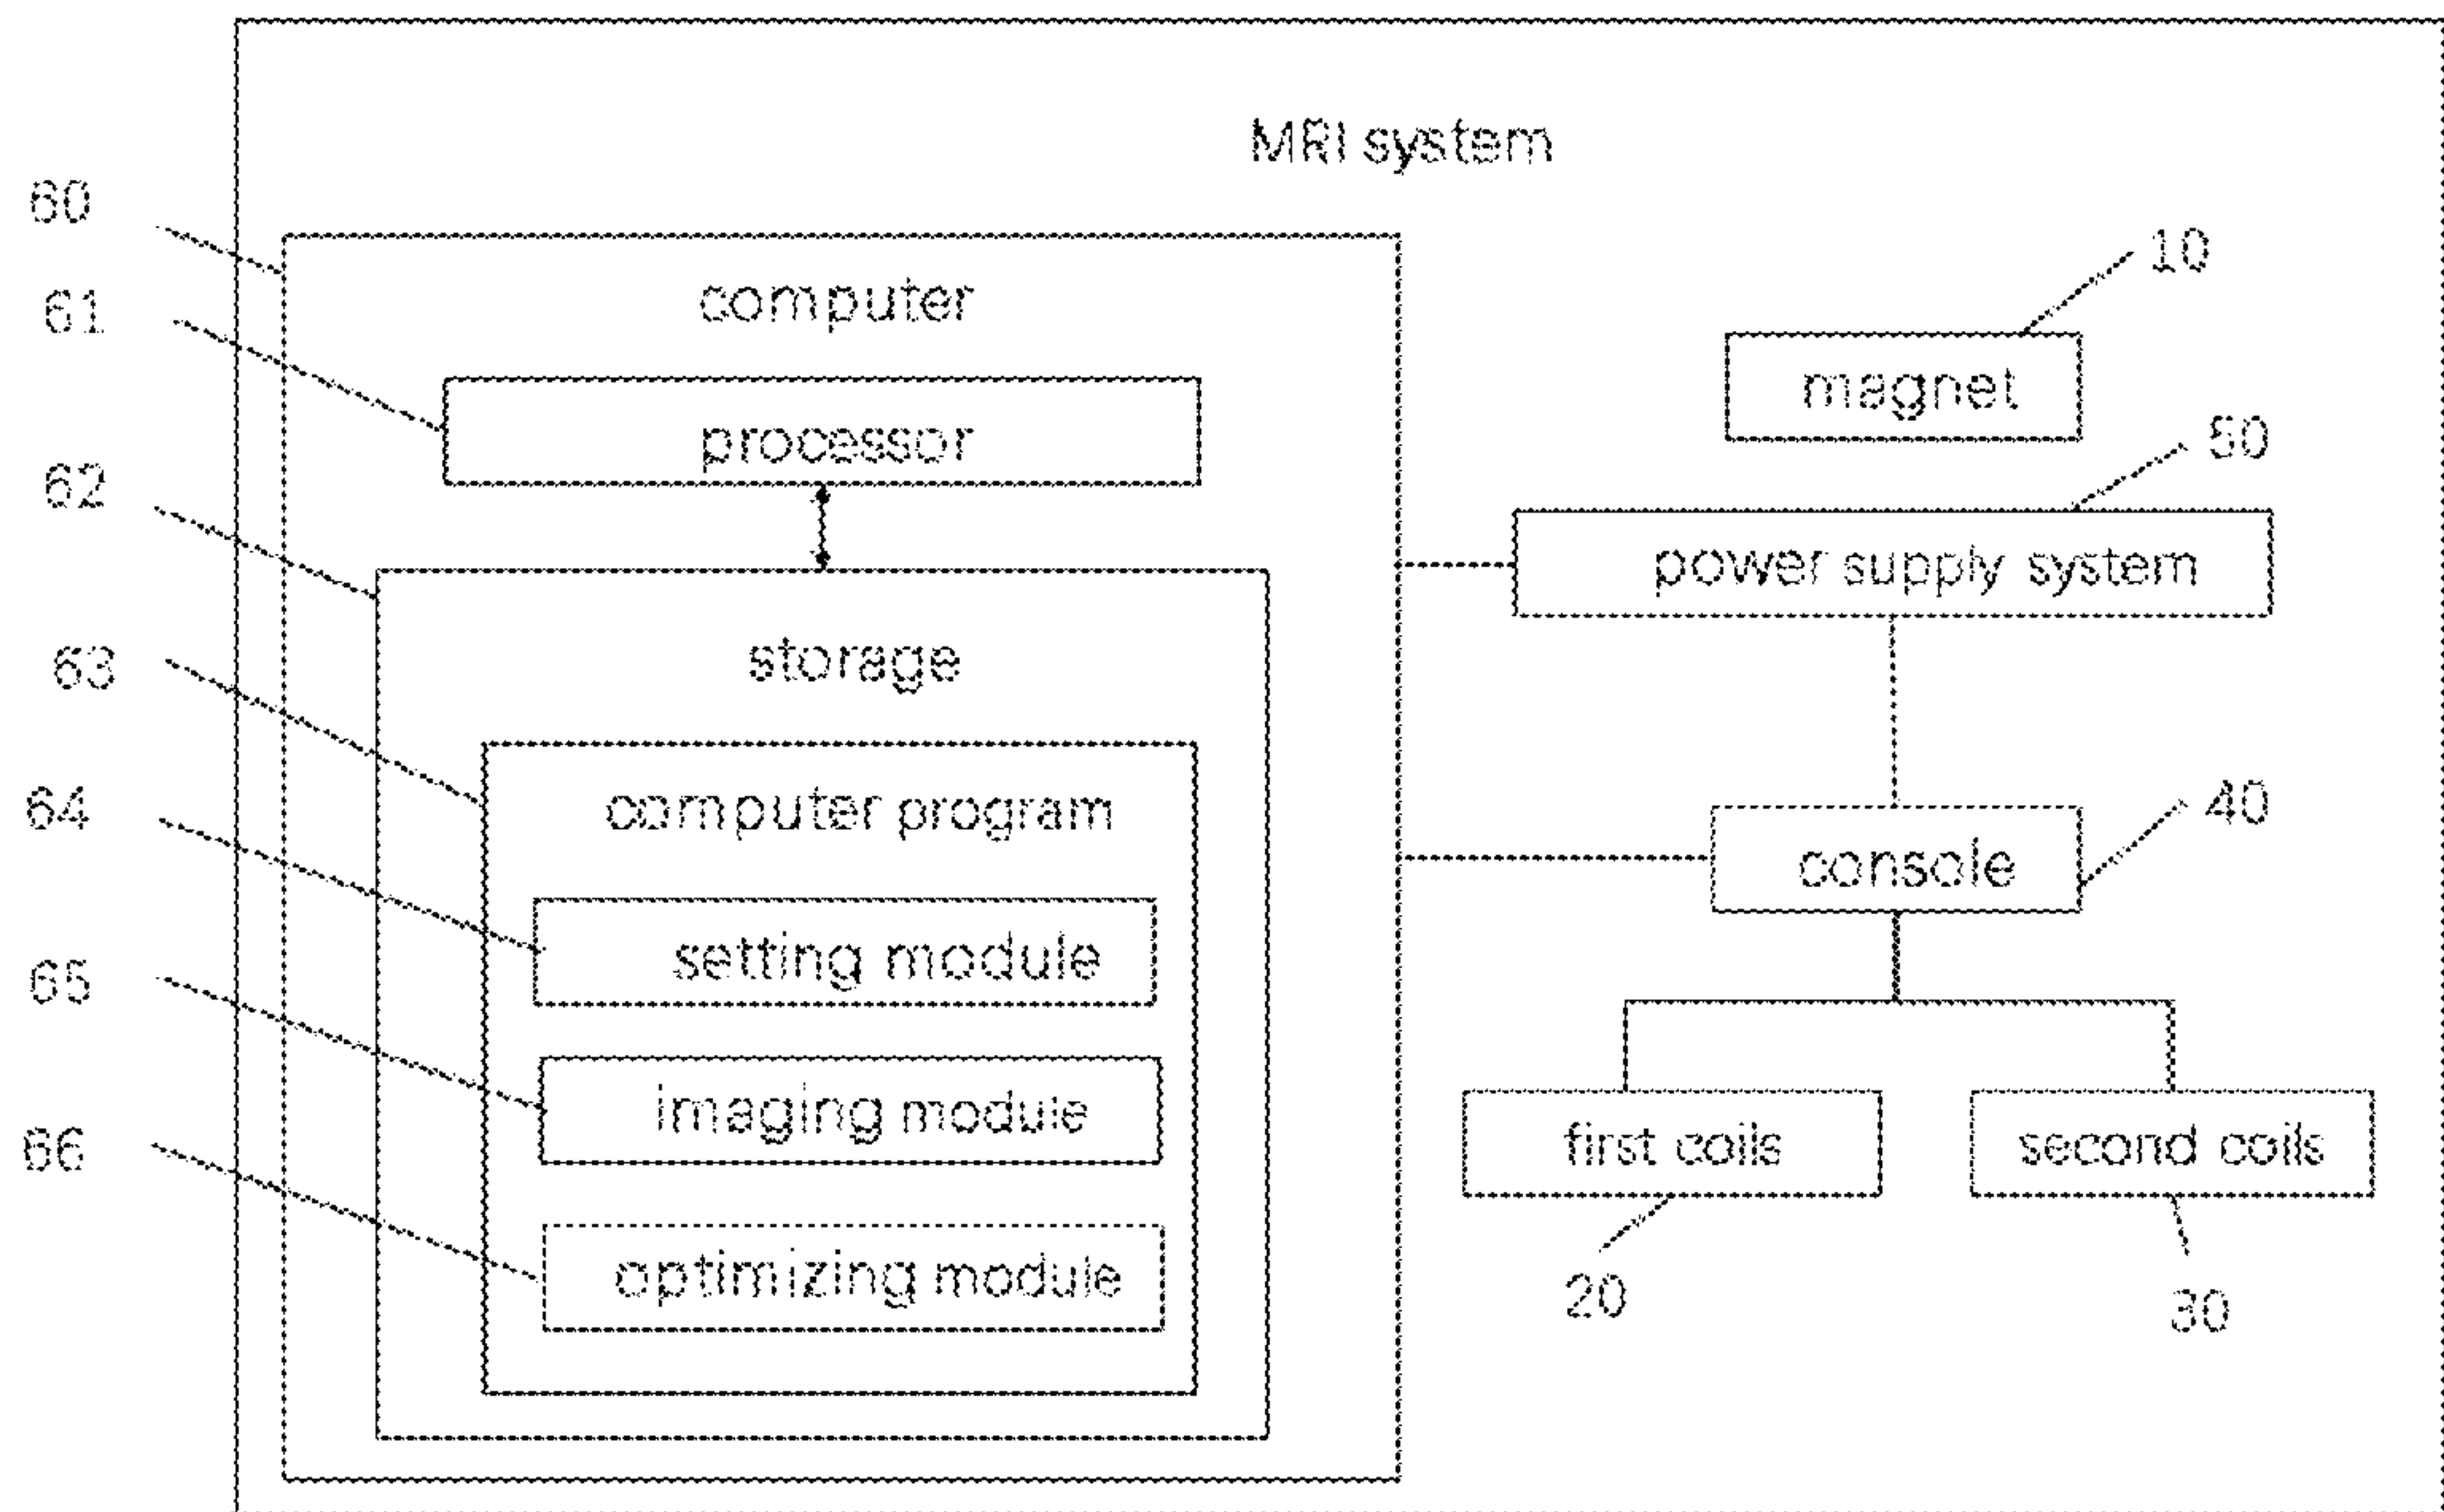 MRI system
60
computer
10
61
magnet
processor
50
62
power supply system
storage
63
computer program
40
64
console
setting module
65
imaging module
first coils
second coils
66
optimizing module
20
30